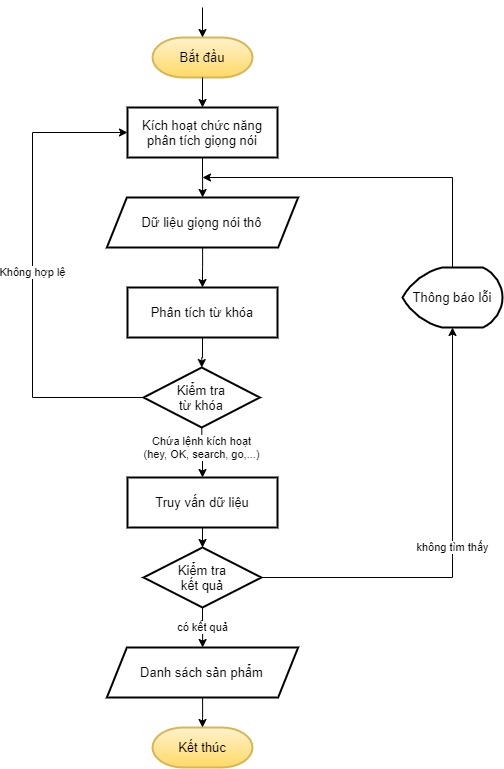 Bắt đầu
Kích hoạt chức năng
phân tích giọng nói
Dữ liệu giọng nói thô
Không hợp lệ
Thông báo lỗi
Phân tích từ khóa
Kiểm tra
từ khóa
Chứa lệnh kích hoạt
(hey, OK, search, go,...)
Truy vấn dữ liệu
không tìm thấy
Kiểm tra
kết quả
có kết quả
Danh sách sản phẩm
Kết thúc